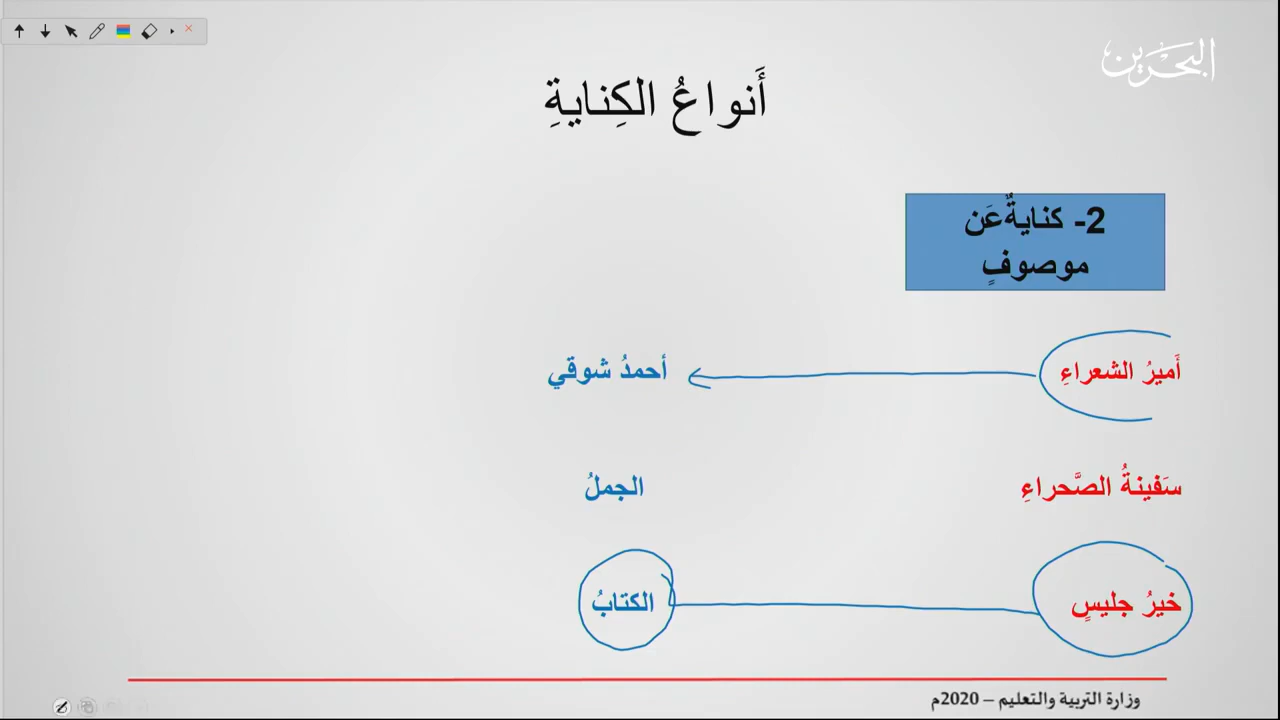 البحرين
أَنواعُ الكِنايةِ
2- كنايةٌ عَن
موصوفٍ
أَميرُ الشعراءِ
أحمدُ شوقي
سَفينةُ الصَّحراءِ
الجملُ
خيرُ جليسٍ
الكتابُ
وزارة التربية والتعليم – 2020م